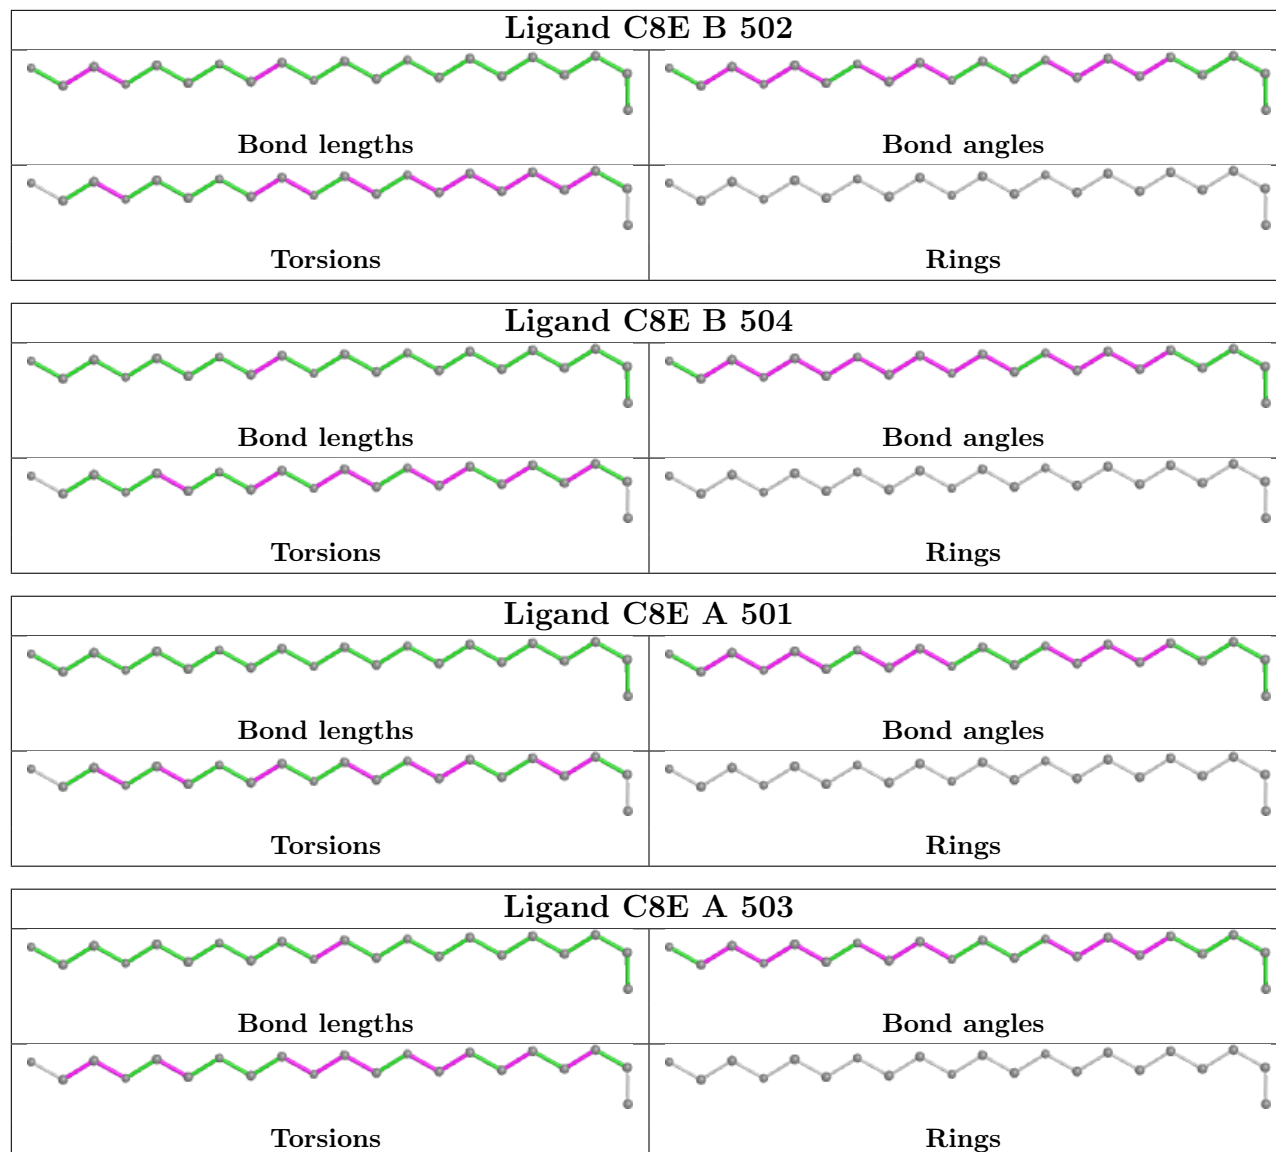 Ligand C8E B 502
Bond lengths
Bond angles
Torsions
Rings
Ligand C8E B 504
Bond lengths
Bond angles
Torsions
Rings
Ligand C8E A 501
Bond lengths
Bond angles
Torsions
Rings
Ligand C8E A 503
Bond lengths
Bond angles
Torsions
Rings